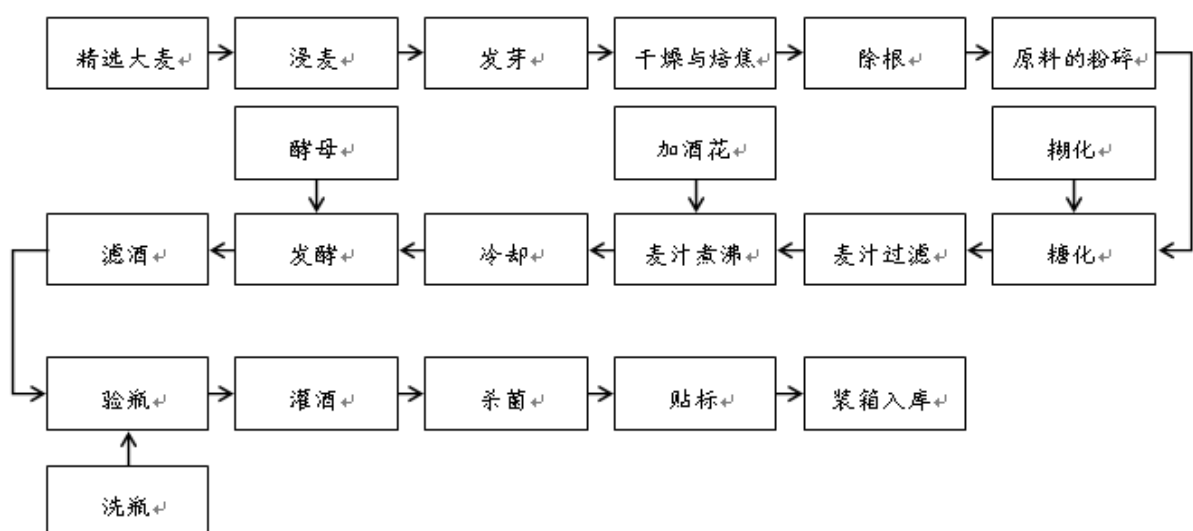 精选大麦
浸麦
发芽
干燥与焙焦
除根
原料的粉碎
酵母
加酒花
糊化
滤酒
发酵
冷却
麦汁煮沸
麦汁过滤
糖化
验瓶
灌酒
杀菌
贴标
装箱入库
洗瓶